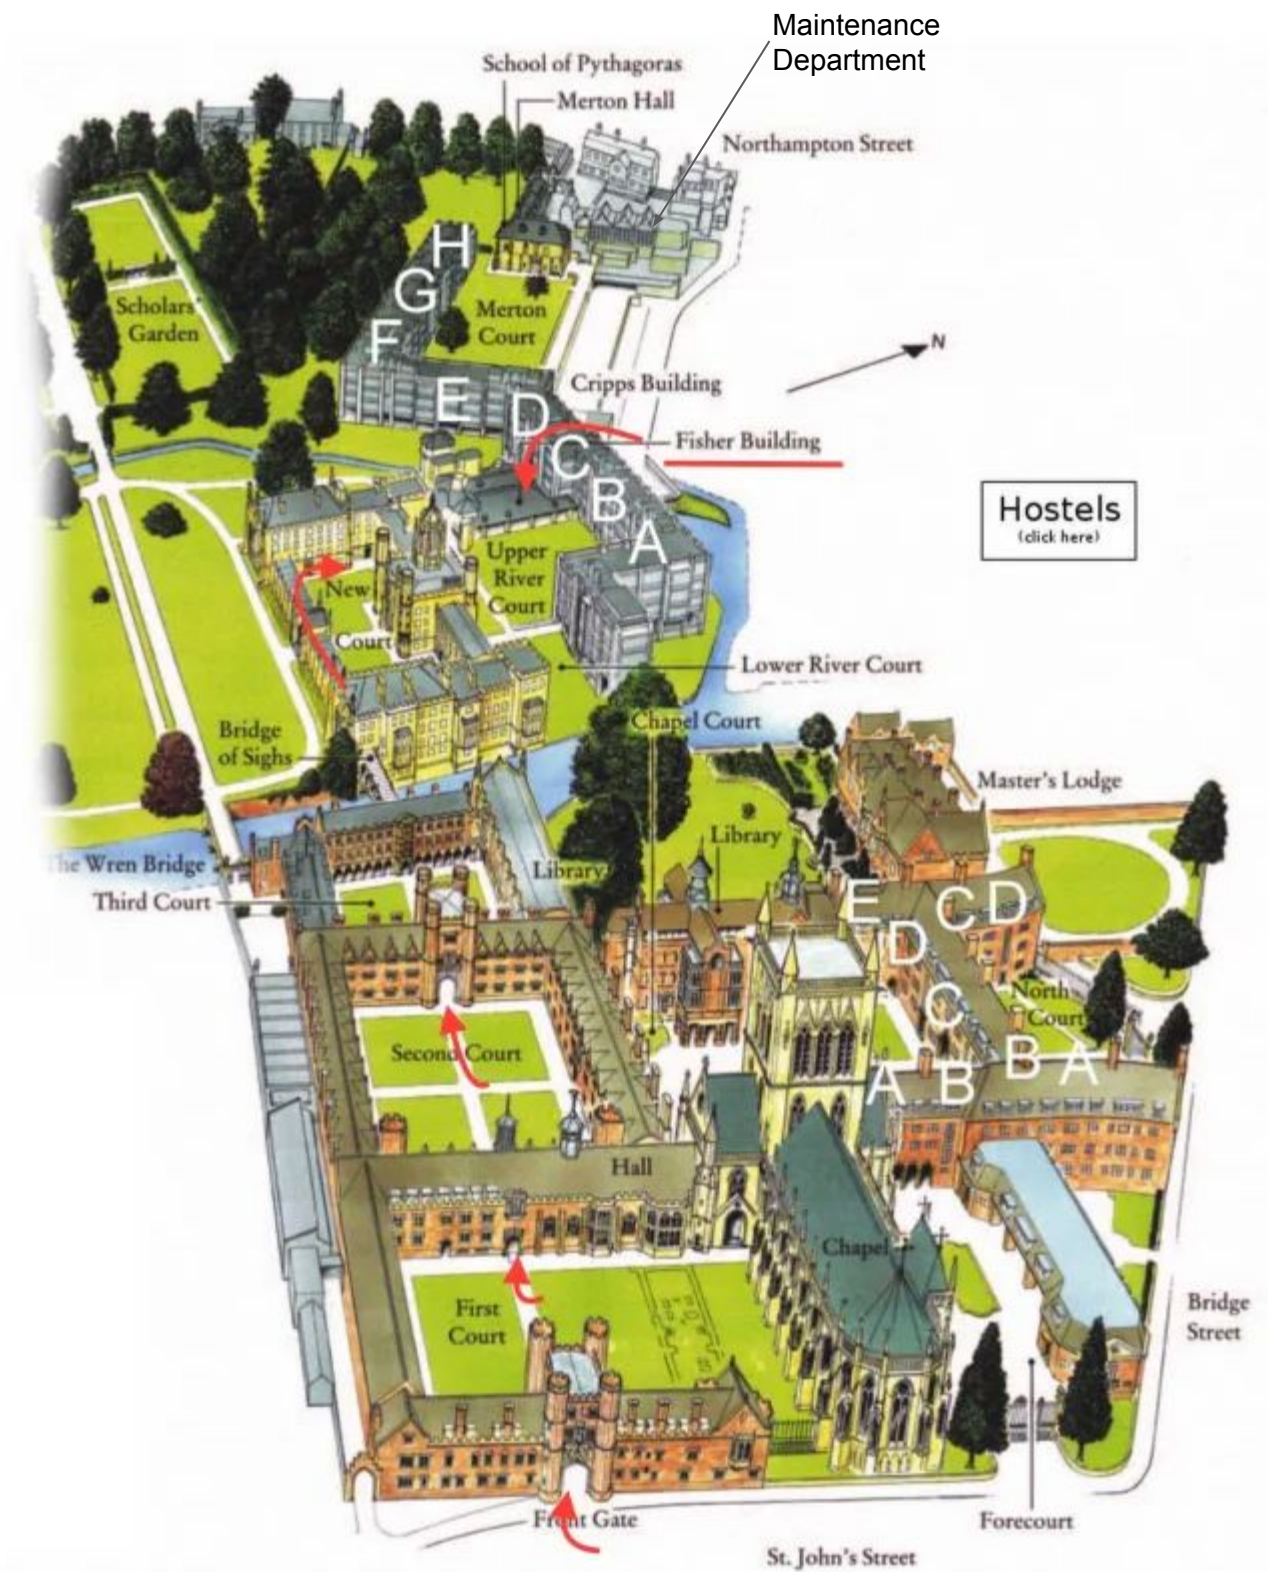 Maintenance
Department
School of Pythagoras
Merton Hall
Northampton Street
H
G
F
Scholars'
Garden
Merton
Court
N
Cripps Building
E
D
Fisher Building
C
B
A
Hostels
(click here)
Upper
River
Court
New
Court
Lower River Court
Chapel Court
Bridge
of Sighs
Master's Lodge
Library
The Wren Bridge
Library
Third Court
E
C
D
D
C
North
Court
Second Court
B
A
A
B
Hall
Chapel
First
Court
Bridge
Street
Front Gate
Forecourt
St. John's Street